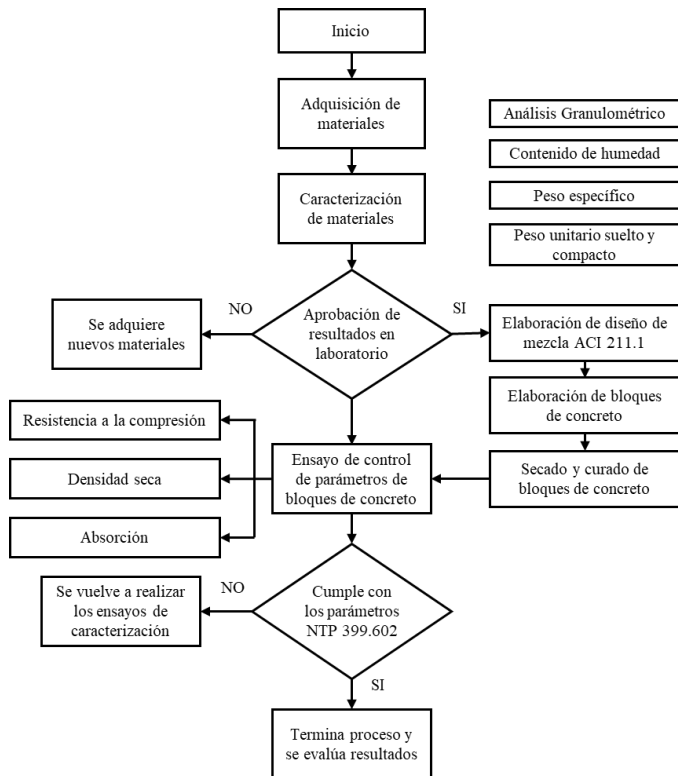 Inicio
Adquisición de
materiales
Análisis Granulométrico
Contenido de humedad
Caracterización
de materiales
Peso específico
Peso unitario suelto y
compacto
NO
SI
Se adquiere
nuevos materiales
Aprobación de
resultados en
laboratorio
Elaboración de diseño de
mezcla ACI 211.1
Elaboración de bloques
de concreto
Resistencia a la compresión
Densidad seca
Absorción
Ensayo de control
de parámetros de
bloques de concreto
Secado y curado de
bloques de concreto
NO
Se vuelve a realizar
los ensayos de
caracterización
Cumple con
los parámetros
NTP 399.602
SI
Termina proceso y
se evalúa resultados